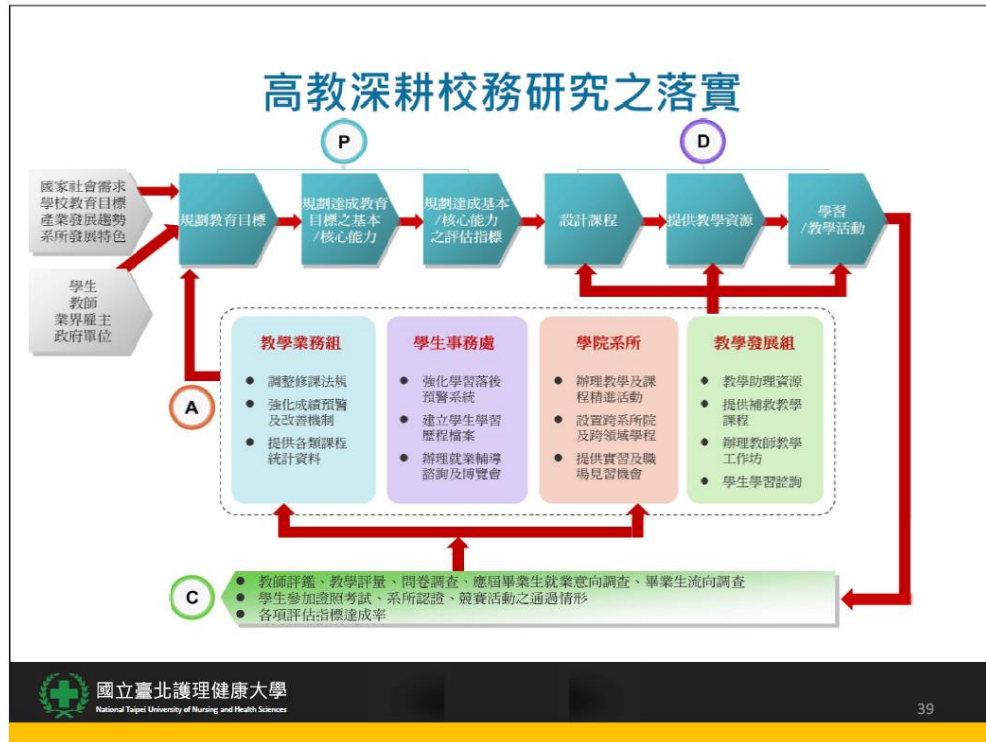 高教深耕校務研究之落實
P
D
國家社會需求
學校教育目標
產業發展趨勢
系所發展特色
規劃教育目標
規劃達成教育
目標之基本
/核心能力
規劃達成基本
/核心能力
之評估指標
設計課程
提供教學資源
學習
/教學活動
學生
教師
業界雇主
政府單位
A
教學業務組
● 調整修課法規
● 強化成績預警
及改善機制
● 提供各類課程
統計資料
學生事務處
● 強化學習落後
預警系統
● 建立學生學習
歷程檔案
● 辦理就業輔導
諮詢及博覽會
學院系所
● 辦理教學及課
程精進活動
● 設置跨系所院
及跨領域學程
● 提供實習及職
場見習機會
教學發展組
● 教學助理資源
● 提供補救教學
課程
● 辦理教師教學
工作坊
● 學生學習諮詢
C
● 教師評鑑、教學評量、問卷調查、應屆畢業生就業意向調查、畢業生流向調查
● 學生參加證照考試、系所認證、競賽活動之通過情形
● 各項評估指標達成率
國立臺北護理健康大學
National Taipei University of Nursing and Health Sciences
39